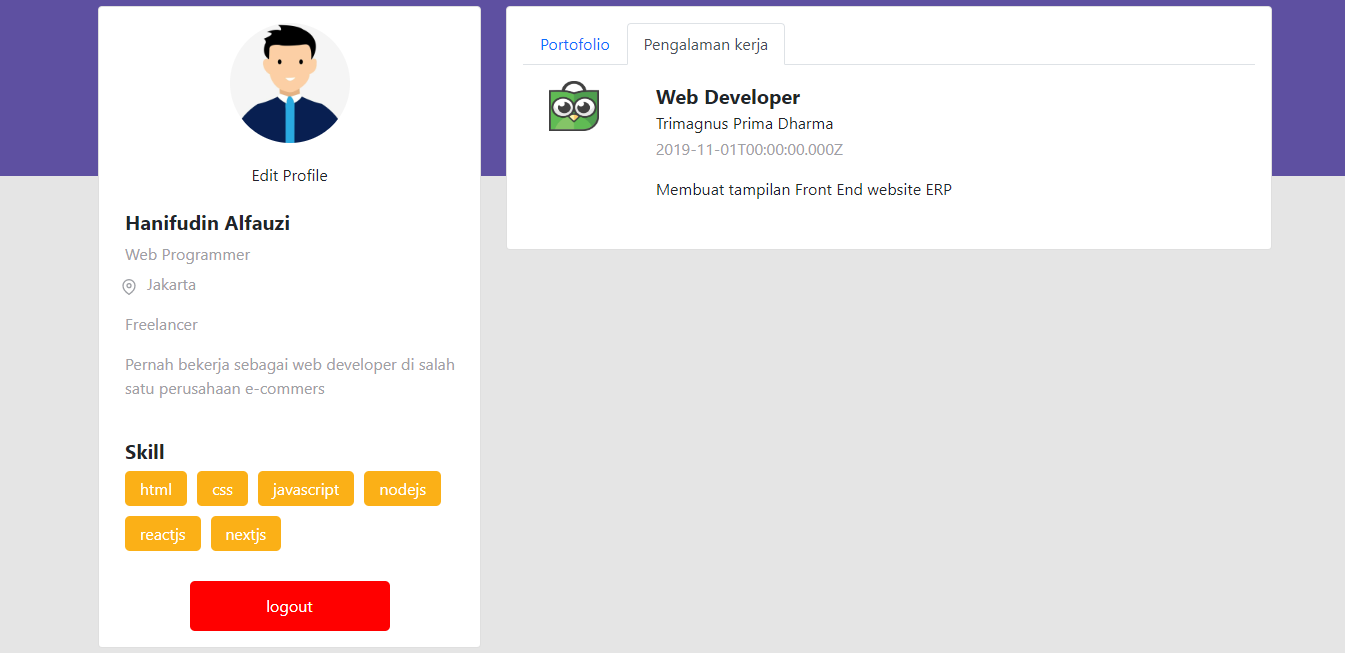 Edit Profile
Hanifudin Alfauzi
Web Programmer
Jakarta
Freelancer
Pernah bekerja sebagai web developer di salah
satu perusahaan e-commers
Skill
html css javascript nodejs
reactjs nextjs
logout
Portofolio Pengalaman kerja
Web Developer
Trimagnus Prima Dharma
2019-11-01T00:00:00.000Z
Membuat tampilan Front End website ERP